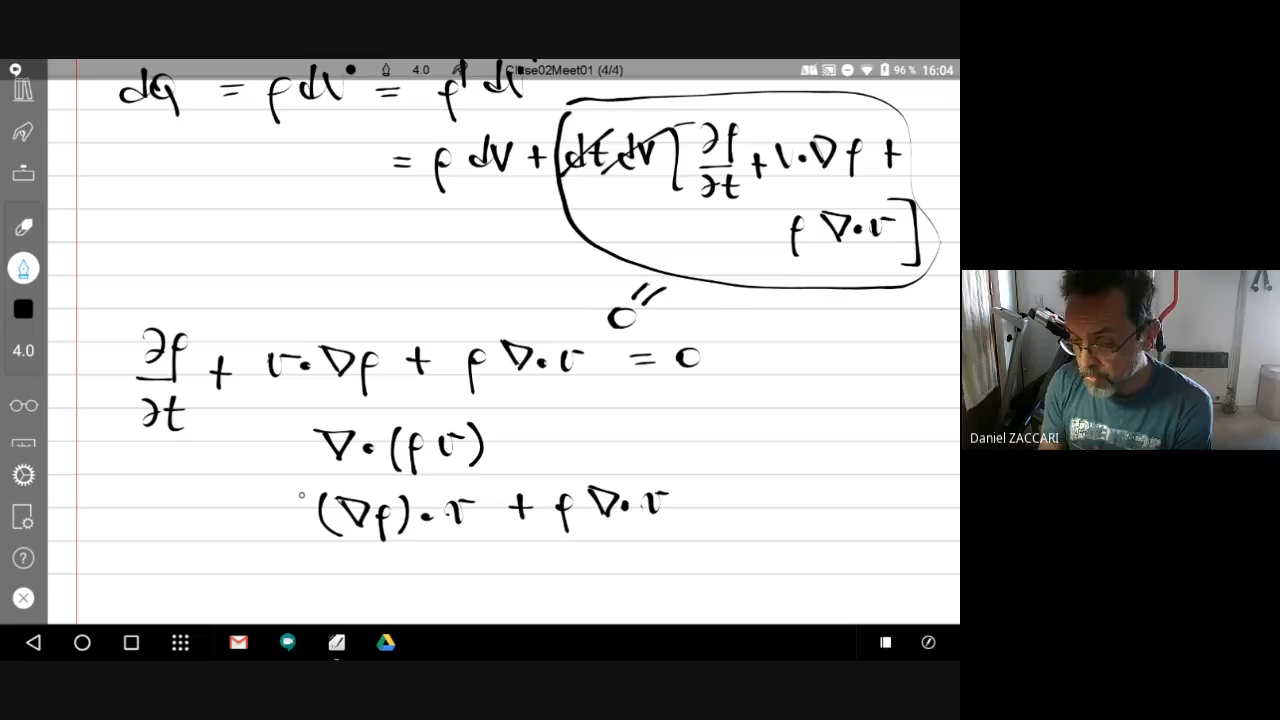 Clase02Meet01 (4/4)
4.0
96 % 16:04
dQ = ρ dV = ρ' dV'
= ρ dV + dt dV [ ∂ρ/∂t + v·∇ρ +
ρ ∇·v ]
0
4.0
∂ρ/∂t + v·∇ρ + ρ ∇·v = 0
∇·(ρ v)
(∇ρ)·v + ρ ∇·v
Daniel ZACCARI